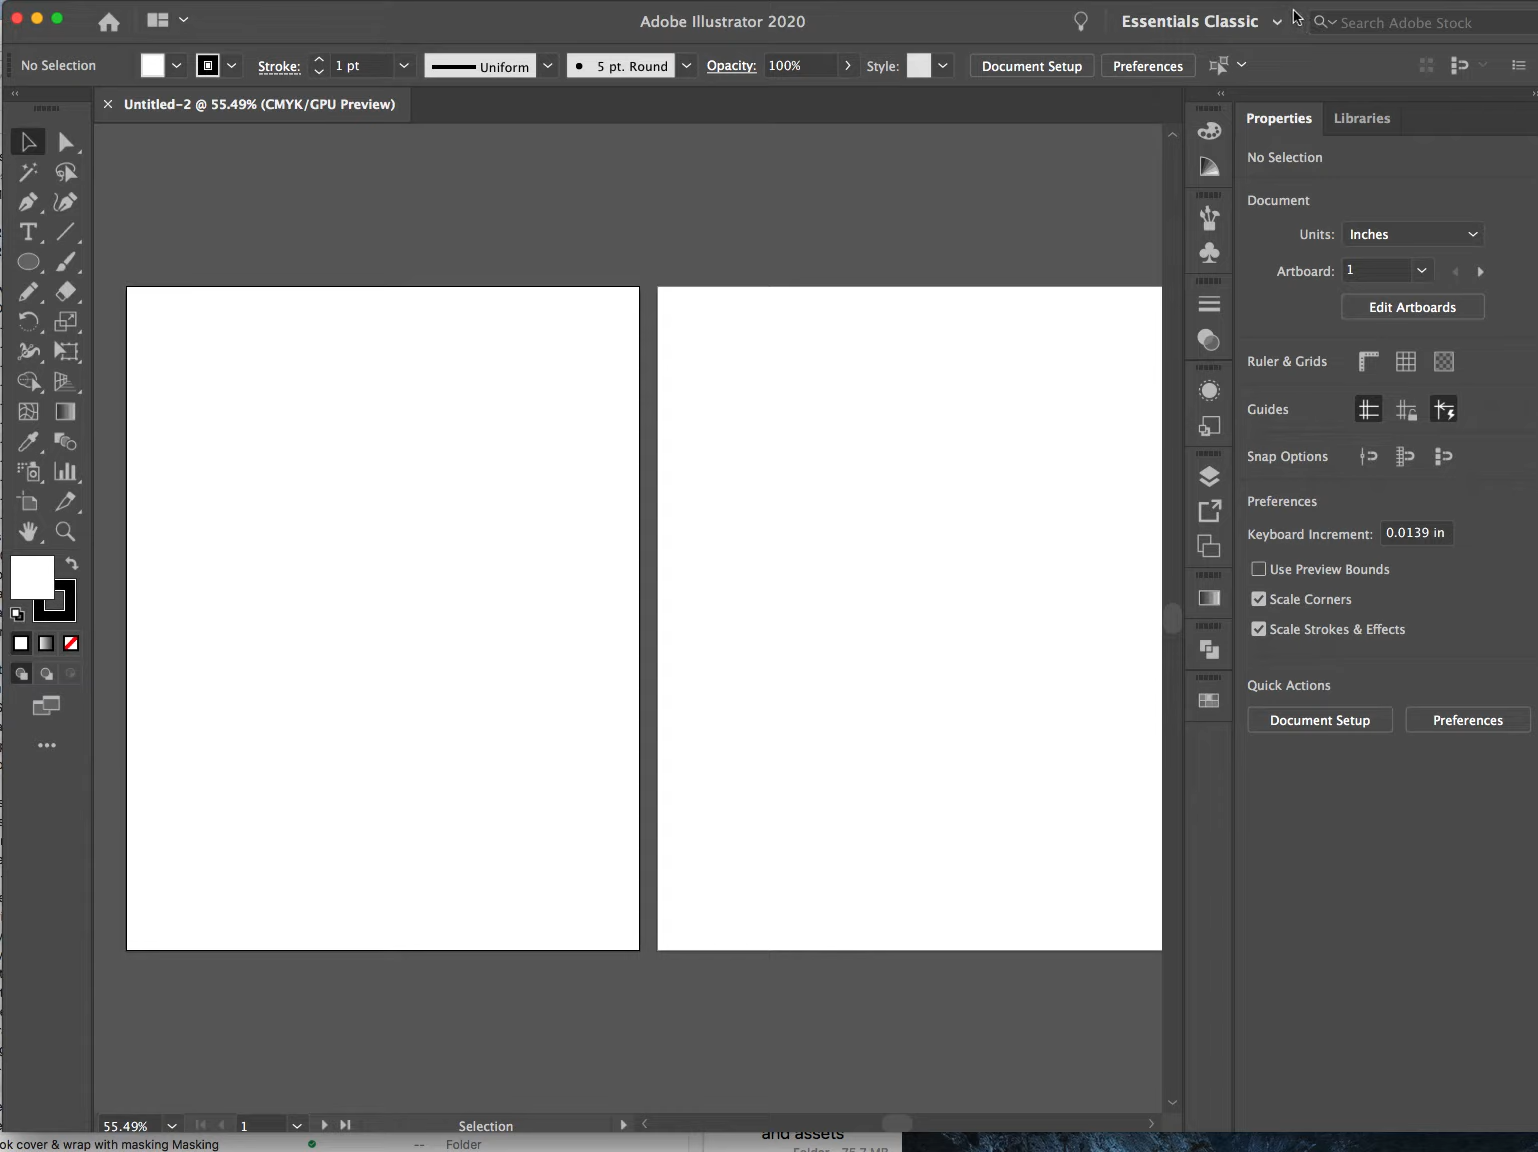 Adobe Illustrator 2020
Essentials Classic
Search Adobe Stock
No Selection
Stroke:
1 pt
Uniform
5 pt. Round
Opacity:
100%
Style:
Document Setup
Preferences
Untitled-2 @ 55.49% (CMYK/GPU Preview)
Properties
Libraries
No Selection
Document
Units:
Inches
Artboard:
1
Edit Artboards
Ruler & Grids
Guides
Snap Options
Preferences
Keyboard Increment:
0.0139 in
Use Preview Bounds
Scale Corners
Scale Strokes & Effects
Quick Actions
Document Setup
Preferences
55.49%
1
Selection
ok cover & wrap with masking Masking
--
Folder
and assets
Folder - 75.7 MB